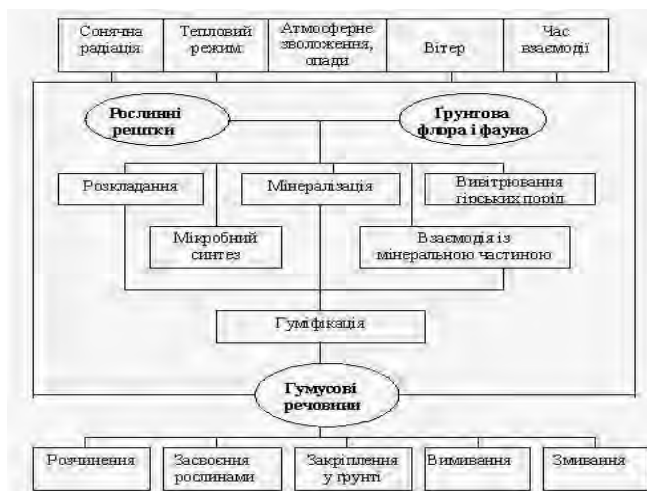 Сонячна
радіація
Тепловий
режим
Атмосферне
зволоження,
опади
Вітер
Час
взаємодії
Рослинні
рештки
Ґрунтова
флора і фауна
Розкладання
Мінералізація
Вивітрювання
гірських порід
Мікробний
синтез
Взаємодія із
мінеральною частиною
Гуміфікація
Гумусові
речовини
Розчинення
Засвоєння
рослинами
Закріплення
у ґрунті
Вимивання
Змивання